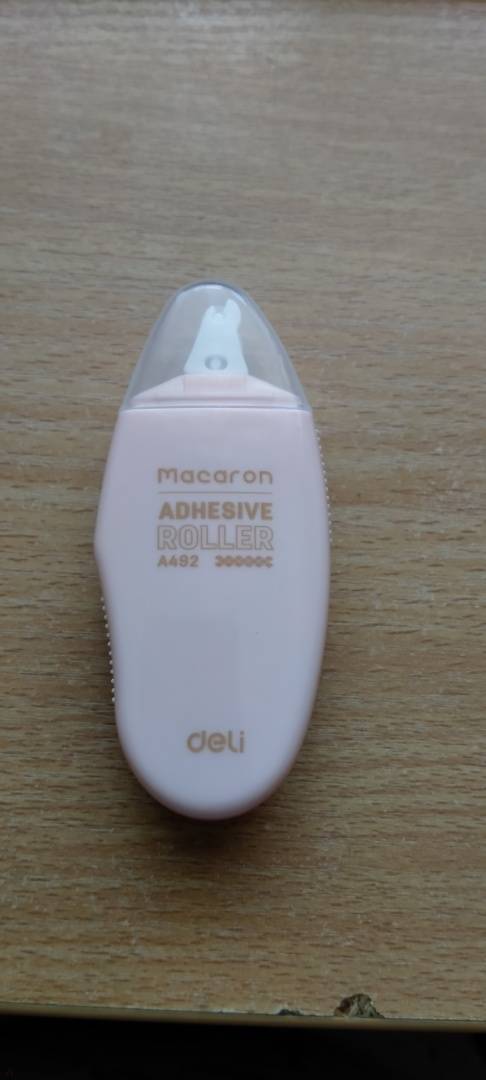 Macaron
ADHESIVE
ROLLER
A492
deli